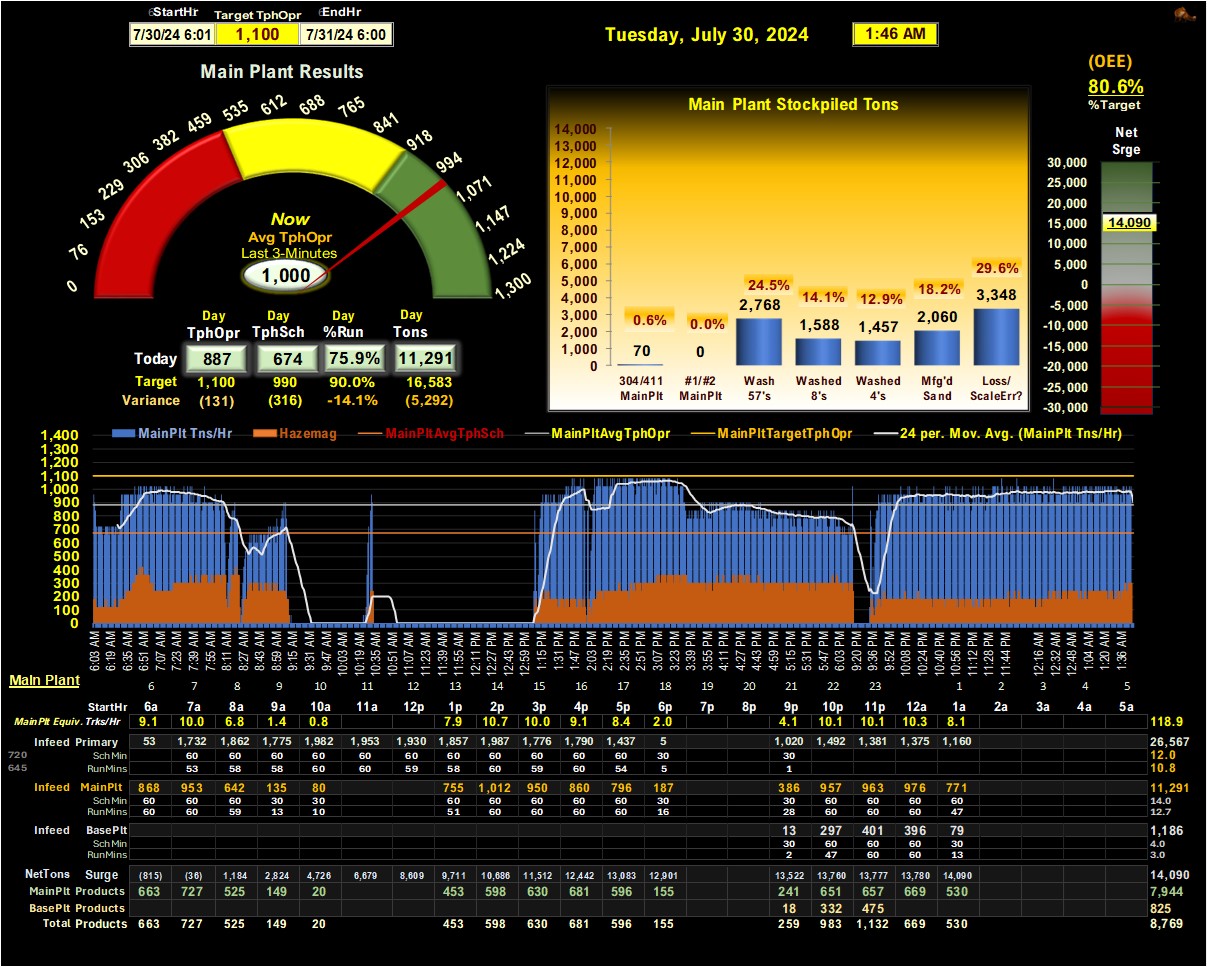 StartHr Target TphOpr EndHr
7/30/24 6:01 1,100 7/31/24 6:00
Tuesday, July 30, 2024 1:46 AM
(OEE)
80.6%
%Target
Main Plant Results
0 76 153 229 306 382 459 535 612 688 765 841 918 994 1,071 1,147 1,224 1,300
Now
Avg TphOpr
Last 3-Minutes
1,000
Day Day Day Day
TphOpr TphSch %Run Tons
Today 887 674 75.9% 11,291
Target 1,100 990 90.0% 16,583
Variance (131) (316) -14.1% (5,292)
Main Plant Stockpiled Tons
14,000
13,000
12,000
11,000
10,000
9,000
8,000
7,000
6,000
5,000
4,000
3,000
2,000
1,000
0
0.6% 0.0% 24.5% 14.1% 12.9% 18.2% 29.6%
70 0 2,768 1,588 1,457 2,060 3,348
304/411 #1/#2 Wash Washed Washed Mfg'd Loss/
MainPlt MainPlt 57's 8's 4's Sand ScaleErr?
Net
Srge
30,000
25,000
20,000
15,000
10,000
5,000
0
-5,000
-10,000
-15,000
-20,000
-25,000
-30,000
14,090
MainPlt Tns/Hr Hazemag MainPltAvgTphSch MainPltAvgTphOpr MainPltTargetTphOpr 24 per. Mov. Avg. (MainPlt Tns/Hr)
1,400
1,300
1,200
1,100
1,000
900
800
700
600
500
400
300
200
100
0
6:03 AM 6:19 AM 6:35 AM 6:51 AM 7:07 AM 7:23 AM 7:39 AM 7:55 AM 8:11 AM 8:27 AM 8:43 AM 8:59 AM 9:15 AM 9:31 AM 9:47 AM 10:03 AM 10:19 AM 10:35 AM 10:51 AM 11:07 AM 11:23 AM 11:39 AM 11:55 AM 12:11 PM 12:27 PM 12:43 PM 12:59 PM 1:15 PM 1:31 PM 1:47 PM 2:03 PM 2:19 PM 2:35 PM 2:51 PM 3:07 PM 3:23 PM 3:39 PM 3:55 PM 4:11 PM 4:27 PM 4:43 PM 4:59 PM 5:15 PM 5:31 PM 5:47 PM 6:03 PM 6:20 PM 9:36 PM 9:52 PM 10:08 PM 10:24 PM 10:40 PM 10:56 PM 11:12 PM 11:28 PM 11:44 PM 12:16 AM 12:32 AM 12:48 AM 1:04 AM 1:20 AM 1:36 AM
Main Plant
6 7 8 9 10 11 12 13 14 15 16 17 18 19 20 21 22 23 1 2 3 4 5
StartHr 6a 7a 8a 9a 10a 11a 12p 1p 2p 3p 4p 5p 6p 7p 8p 9p 10p 11p 12a 1a 2a 3a 4a 5a
MainPlt Equiv. Trks/Hr 9.1 10.0 6.8 1.4 0.8 7.9 10.7 10.0 9.1 8.4 2.0 4.1 10.1 10.1 10.3 8.1 118.9
Infeed Primary 53 1,732 1,862 1,775 1,982 1,953 1,930 1,857 1,987 1,776 1,790 1,437 5 1,020 1,492 1,381 1,375 1,160 26,567
720 SchMin 60 60 60 60 60 60 60 60 60 60 60 30 30 12.0
645 RunMins 53 58 58 60 60 59 58 60 59 60 54 5 1 10.8
Infeed MainPlt 868 953 642 135 80 755 1,012 950 860 796 187 386 957 963 976 771 11,291
SchMin 60 60 60 30 30 60 60 60 60 60 30 30 60 60 60 60 14.0
RunMins 60 60 59 13 10 51 60 60 60 60 16 28 60 60 60 47 12.7
Infeed BasePlt 13 297 401 396 79 1,186
SchMin 30 60 60 60 30 4.0
RunMins 2 47 60 60 13 3.0
NetTons Surge (815) (36) 1,184 2,824 4,726 6,679 8,609 9,711 10,686 11,512 12,442 13,083 12,901 13,522 13,760 13,777 13,780 14,090 14,090
MainPlt Products 663 727 525 149 20 453 598 630 681 596 155 241 651 657 669 530 7,944
BasePlt Products 18 332 475 825
Total Products 663 727 525 149 20 453 598 630 681 596 155 259 983 1,132 669 530 8,769